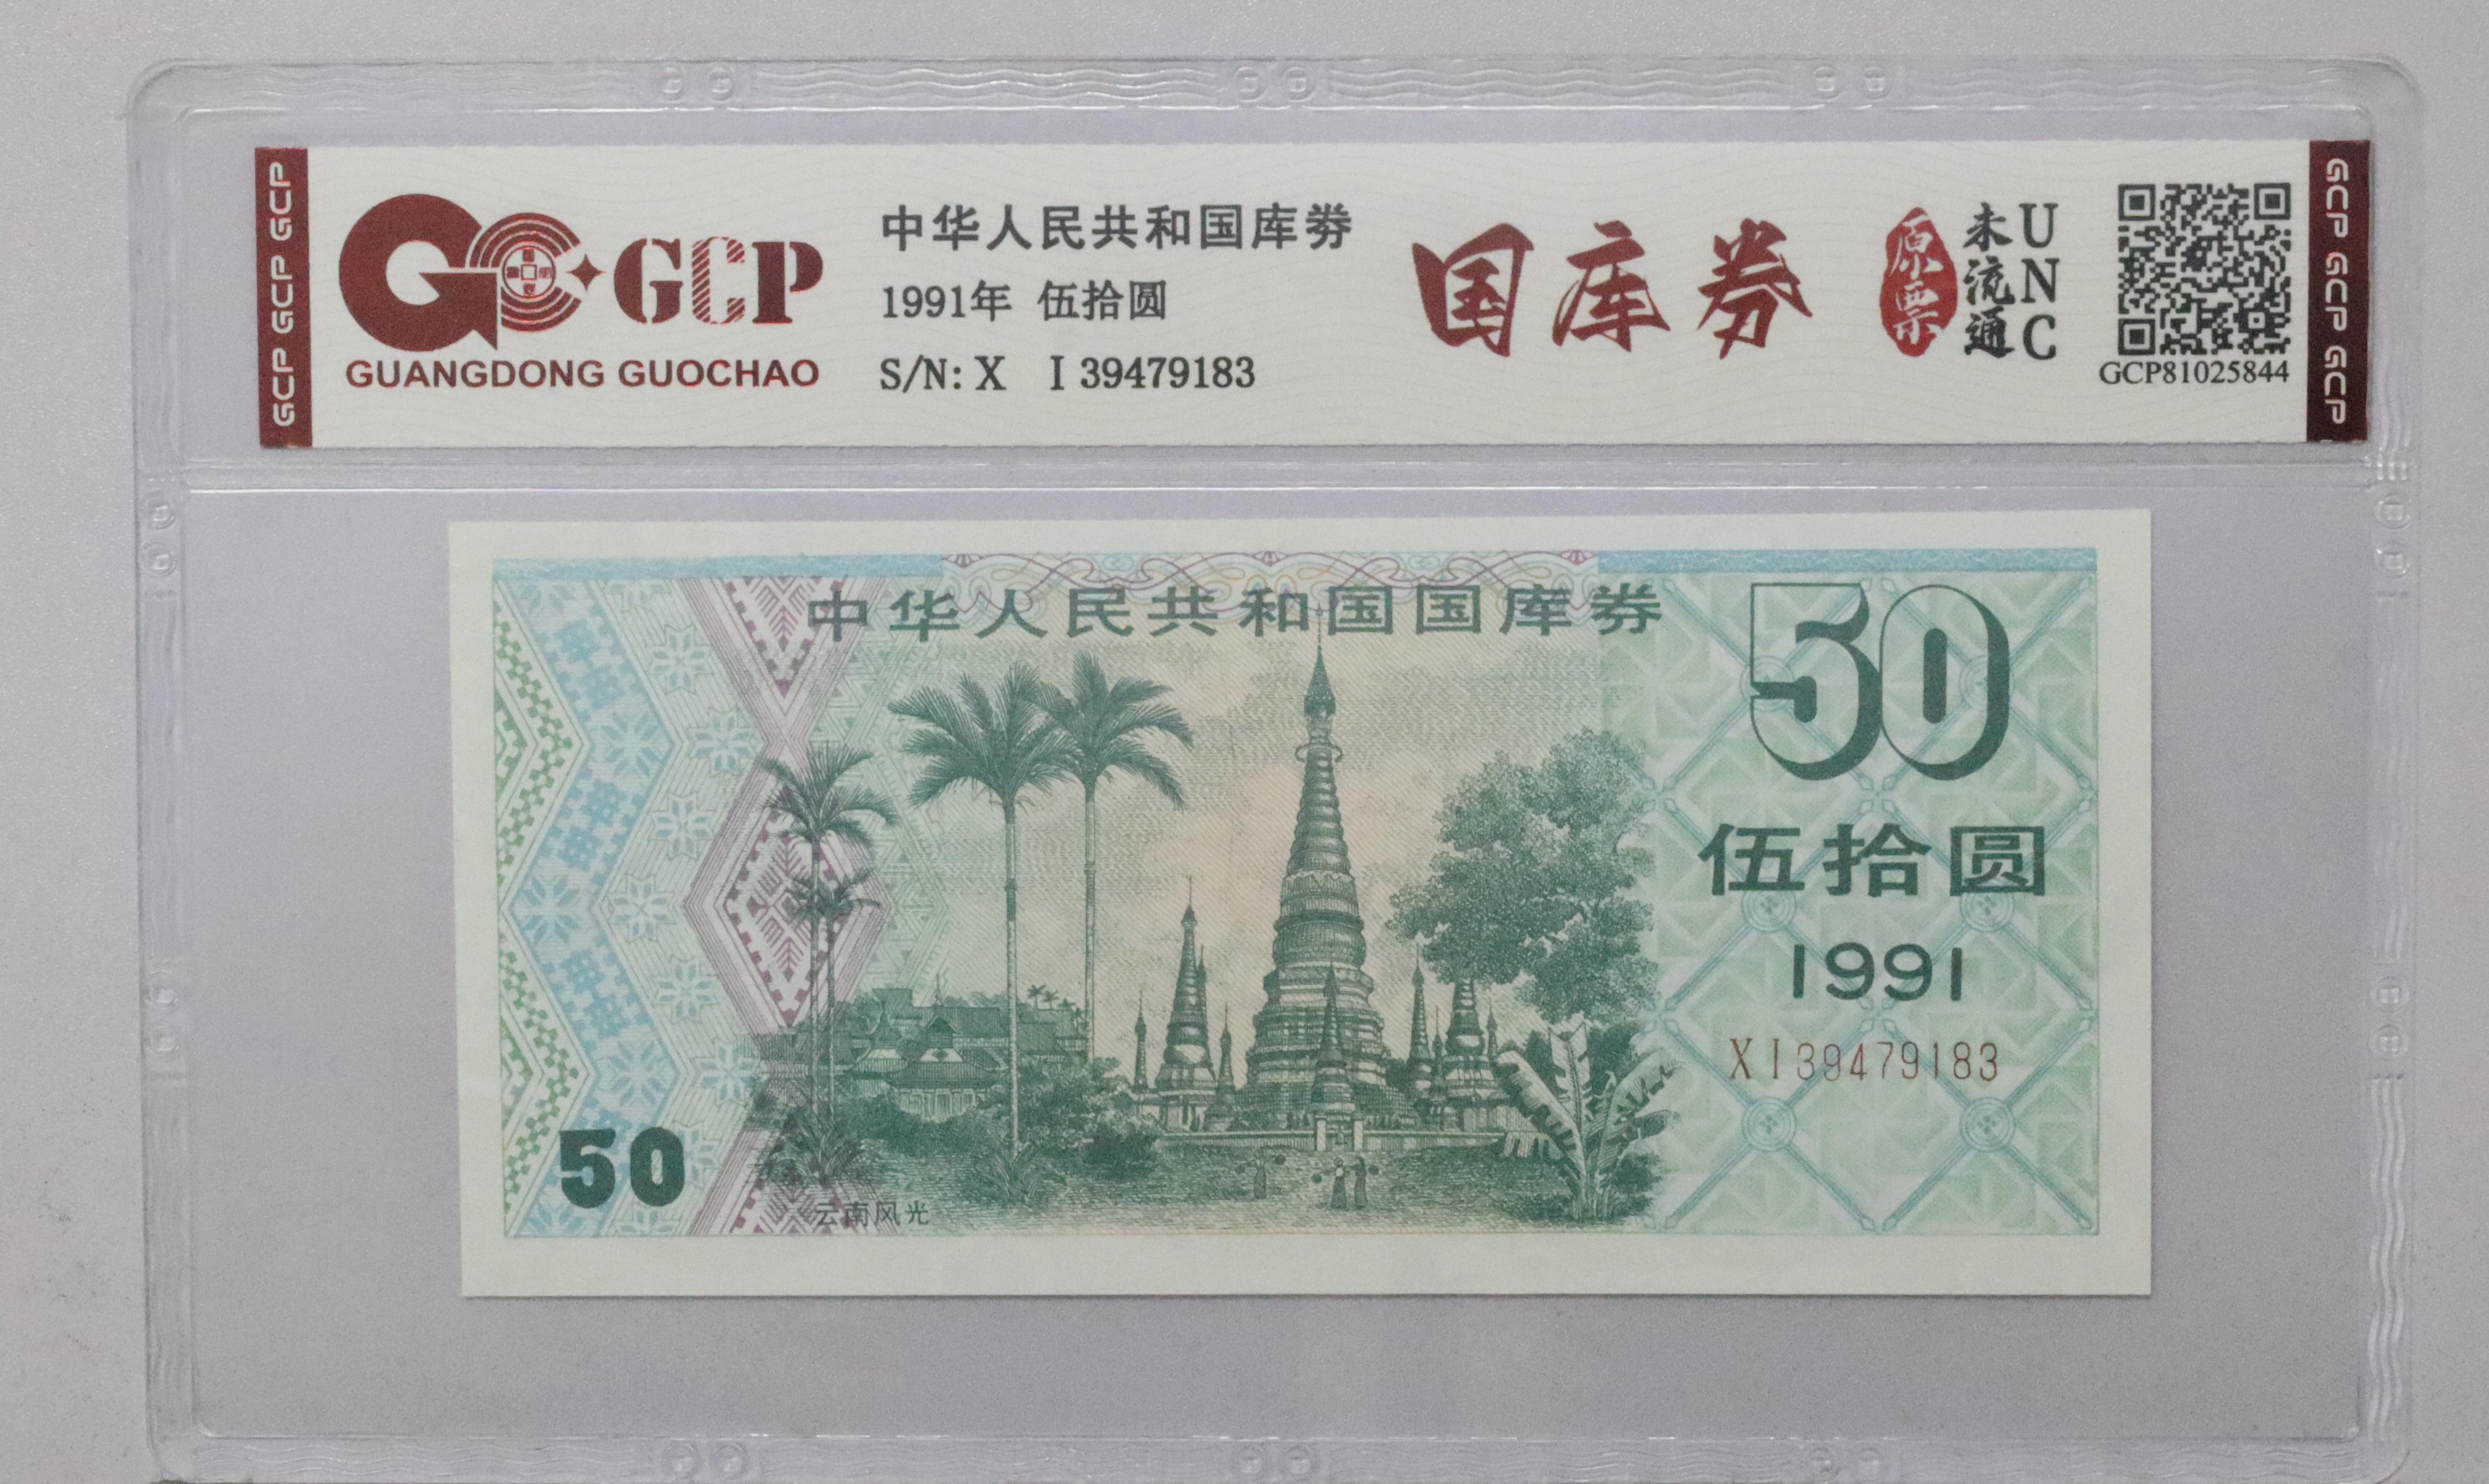 GCP GCP GCP
GCP
GUANGDONG GUOCHAO
中华人民共和国库券
1991年 伍拾圆
S/N: X I 39479183
国库券
原票
未流通
UNC
GCP81025844
GCP GCP GCP
中华人民共和国国库券
50
伍拾圆
1991
XI39479183
50
云南风光